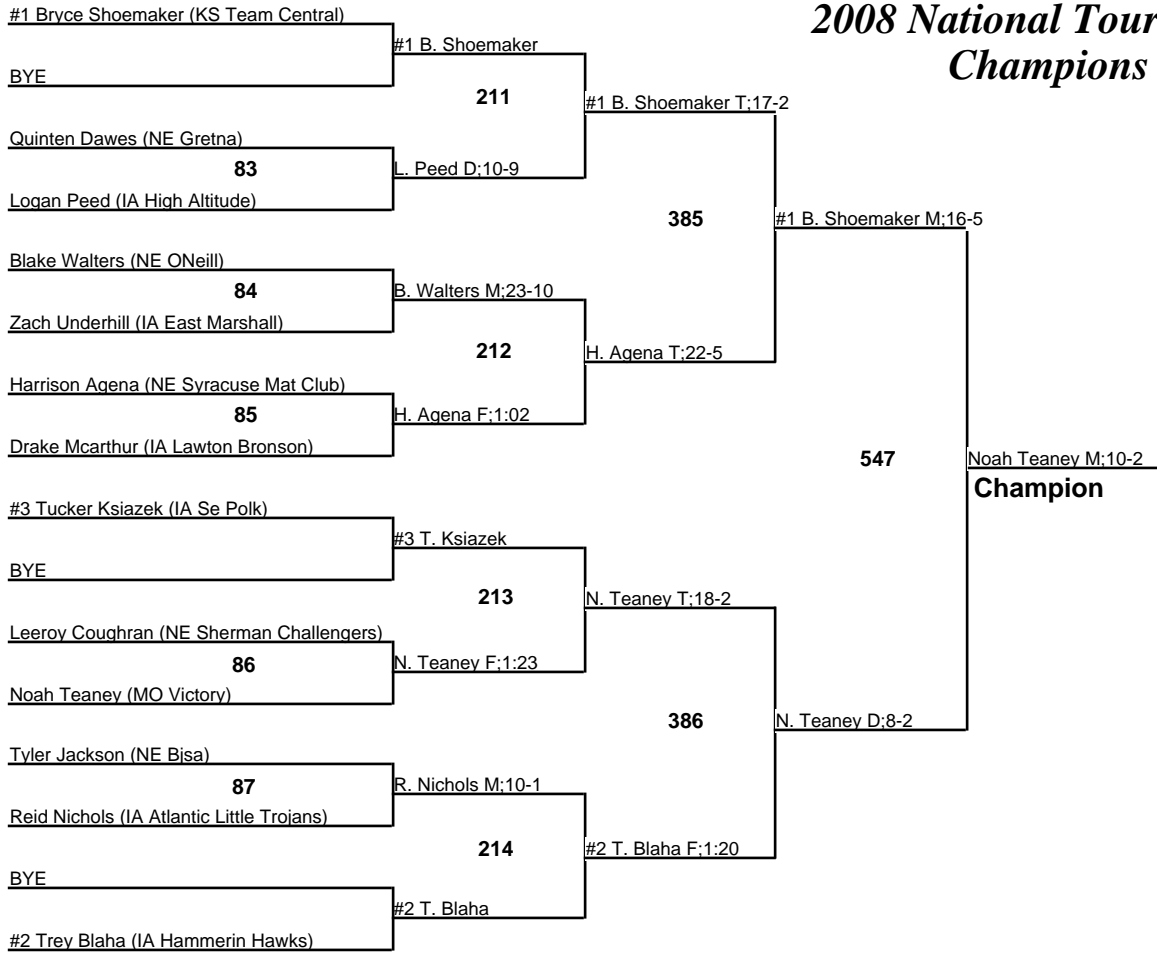 2008 National Tour
Champions
#1 Bryce Shoemaker (KS Team Central)
BYE
Quinten Dawes (NE Gretna)
83
Logan Peed (IA High Altitude)
Blake Walters (NE ONeill)
84
Zach Underhill (IA East Marshall)
Harrison Agena (NE Syracuse Mat Club)
85
Drake Mcarthur (IA Lawton Bronson)
#3 Tucker Ksiazek (IA Se Polk)
BYE
Leeroy Coughran (NE Sherman Challengers)
86
Noah Teaney (MO Victory)
Tyler Jackson (NE Bjsa)
87
Reid Nichols (IA Atlantic Little Trojans)
BYE
#2 Trey Blaha (IA Hammerin Hawks)
#1 B. Shoemaker
211
L. Peed D;10-9
B. Walters M;23-10
212
H. Agena F;1:02
#3 T. Ksiazek
213
N. Teaney F;1:23
R. Nichols M;10-1
214
#2 T. Blaha
#1 B. Shoemaker T;17-2
385
H. Agena T;22-5
N. Teaney T;18-2
386
#2 T. Blaha F;1:20
#1 B. Shoemaker M;16-5
547
N. Teaney D;8-2
Noah Teaney M;10-2
Champion